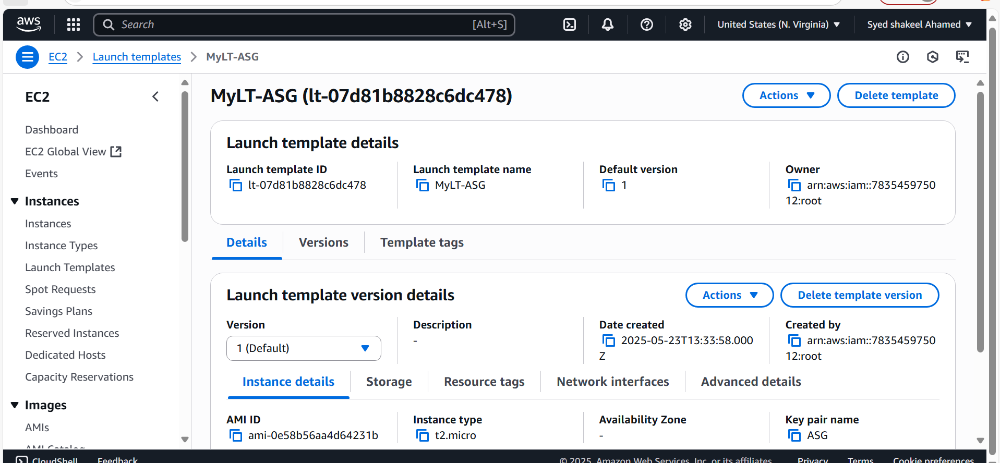 aws
Search
[Alt+S]
United States (N. Virginia)
Syed shakeel Ahamed
EC2
Launch templates
MyLT-ASG
EC2
Dashboard
EC2 Global View
Events
Instances
Instances
Instance Types
Launch Templates
Spot Requests
Savings Plans
Reserved Instances
Dedicated Hosts
Capacity Reservations
Images
AMIs
AMI Catalog
MyLT-ASG (lt-07d81b8828c6dc478)
Actions
Delete template
Launch template details
Launch template ID
lt-07d81b8828c6dc478
Launch template name
MyLT-ASG
Default version
1
Owner
arn:aws:iam::7835459750
12:root
Details
Versions
Template tags
Launch template version details
Actions
Delete template version
Version
1 (Default)
Description
-
Date created
2025-05-23T13:33:58.000
Z
Created by
arn:aws:iam::7835459750
12:root
Instance details
Storage
Resource tags
Network interfaces
Advanced details
AMI ID
ami-0e58b56aa4d64231b
Instance type
t2.micro
Availability Zone
-
Key pair name
ASG
CloudShell
Feedback
© 2025, Amazon Web Services, Inc. or its affiliates.
Privacy
Terms
Cookie preferences